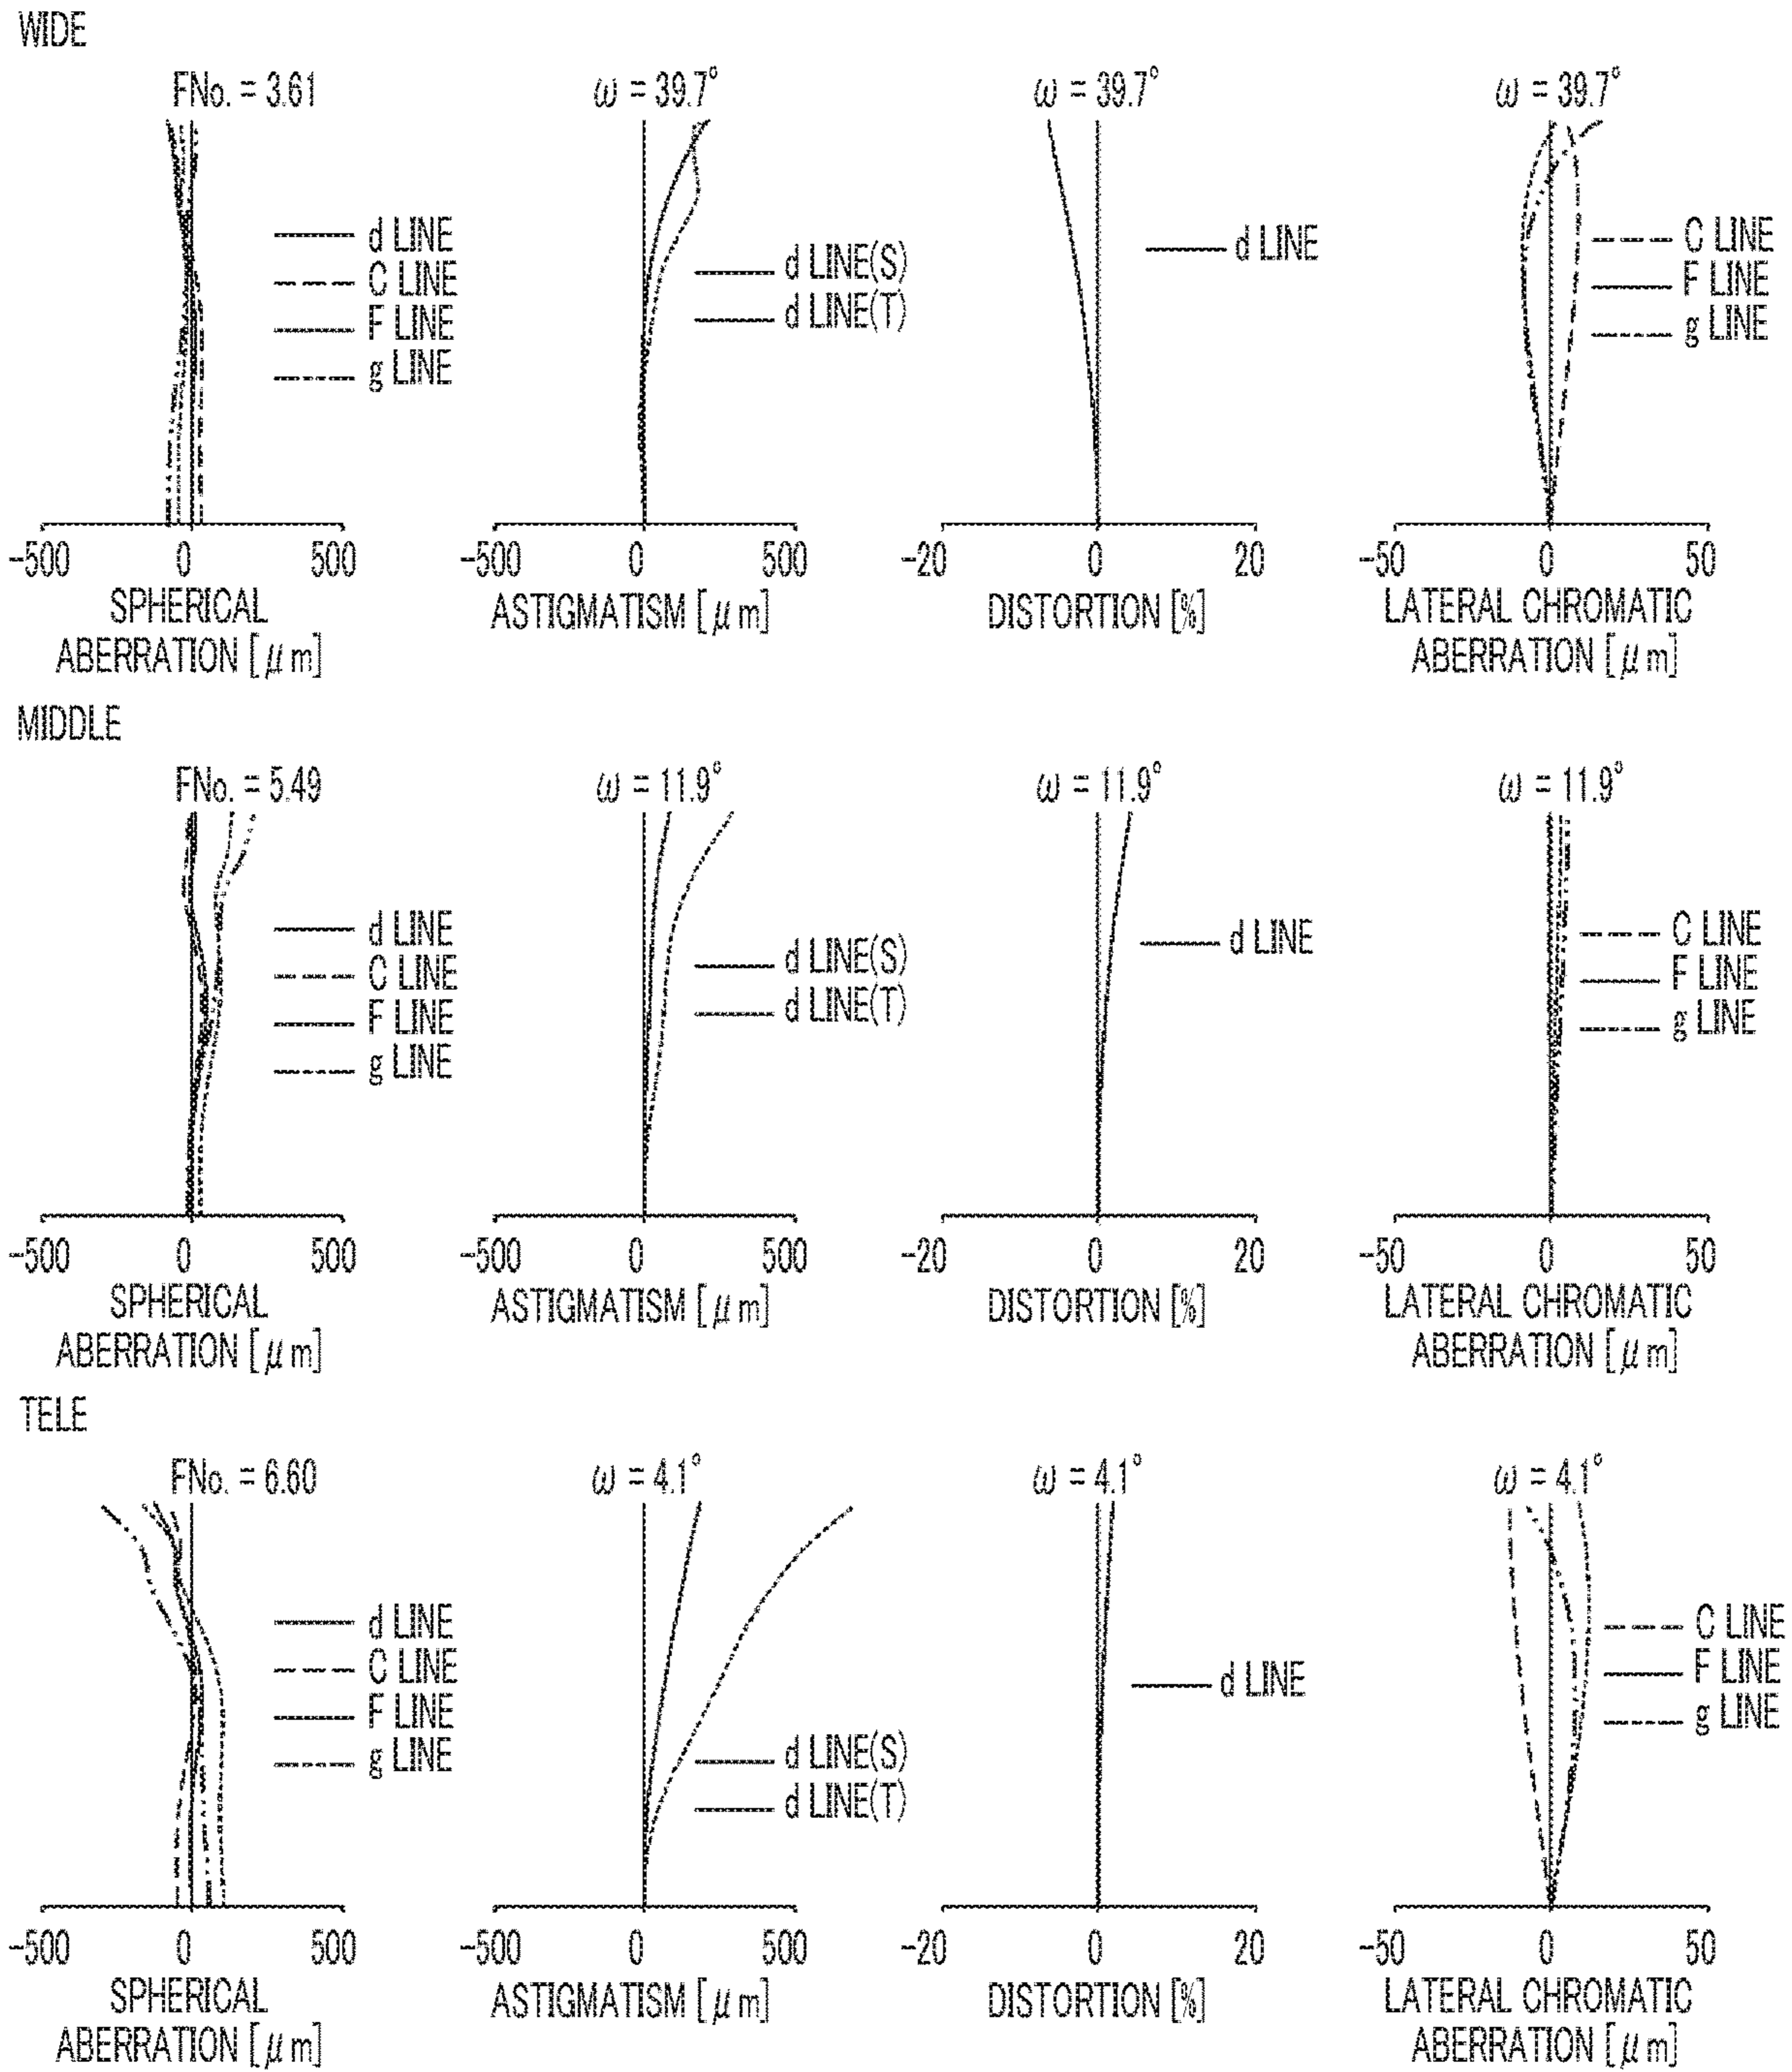 WIDE
FNo. = 3.61
ω = 39.7°
ω = 39.7°
ω = 39.7°
d LINE
C LINE
F LINE
g LINE
d LINE(S)
d LINE(T)
d LINE
C LINE
F LINE
g LINE
-500 0 500
-500 0 500
-20 0 20
-50 0 50
SPHERICAL
ABERRATION [μm]
ASTIGMATISM [μm]
DISTORTION [%]
LATERAL CHROMATIC
ABERRATION [μm]
MIDDLE
FNo. = 5.49
ω = 11.9°
ω = 11.9°
ω = 11.9°
d LINE
C LINE
F LINE
g LINE
d LINE(S)
d LINE(T)
d LINE
C LINE
F LINE
g LINE
-500 0 500
-500 0 500
-20 0 20
-50 0 50
SPHERICAL
ABERRATION [μm]
ASTIGMATISM [μm]
DISTORTION [%]
LATERAL CHROMATIC
ABERRATION [μm]
TELE
FNo. = 6.60
ω = 4.1°
ω = 4.1°
ω = 4.1°
d LINE
C LINE
F LINE
g LINE
d LINE(S)
d LINE(T)
d LINE
C LINE
F LINE
g LINE
-500 0 500
-500 0 500
-20 0 20
-50 0 50
SPHERICAL
ABERRATION [μm]
ASTIGMATISM [μm]
DISTORTION [%]
LATERAL CHROMATIC
ABERRATION [μm]